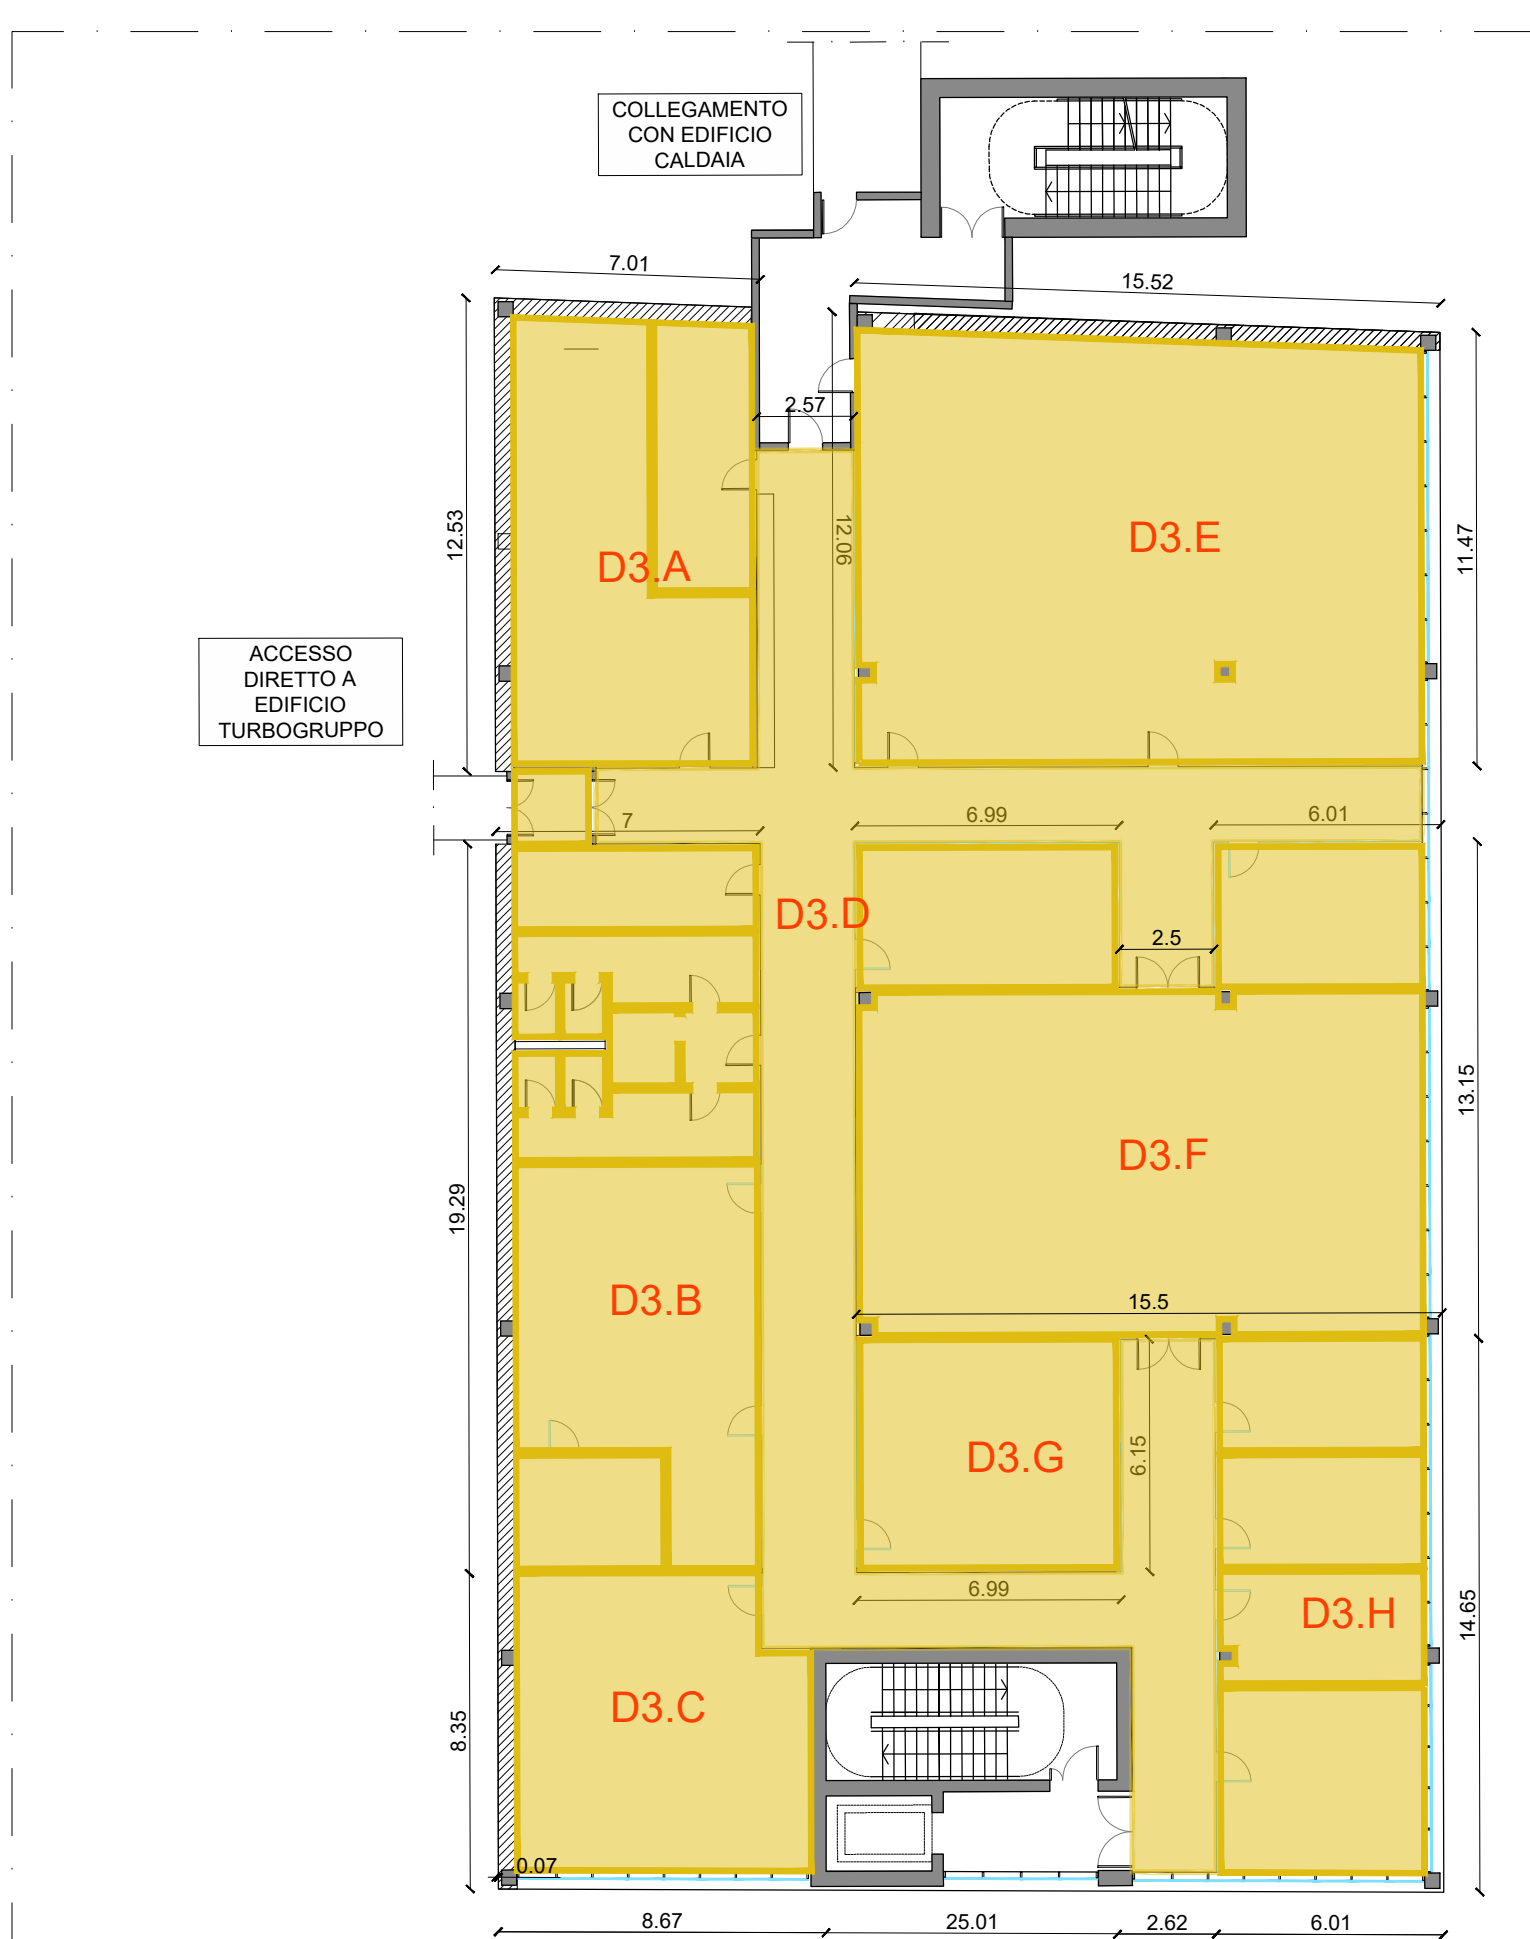 COLLEGAMENTO
CON EDIFICIO
CALDAIA
7.01
15.52
2.57
12.53
12.06
11.47
D3.A
D3.E
ACCESSO
DIRETTO A
EDIFICIO
TURBOGRUPPO
7
6.99
6.01
D3.D
2.5
13.15
D3.F
19.29
D3.B
15.5
D3.G
6.15
6.99
D3.H
14.65
D3.C
8.35
0.07
8.67
25.01
2.62
6.01